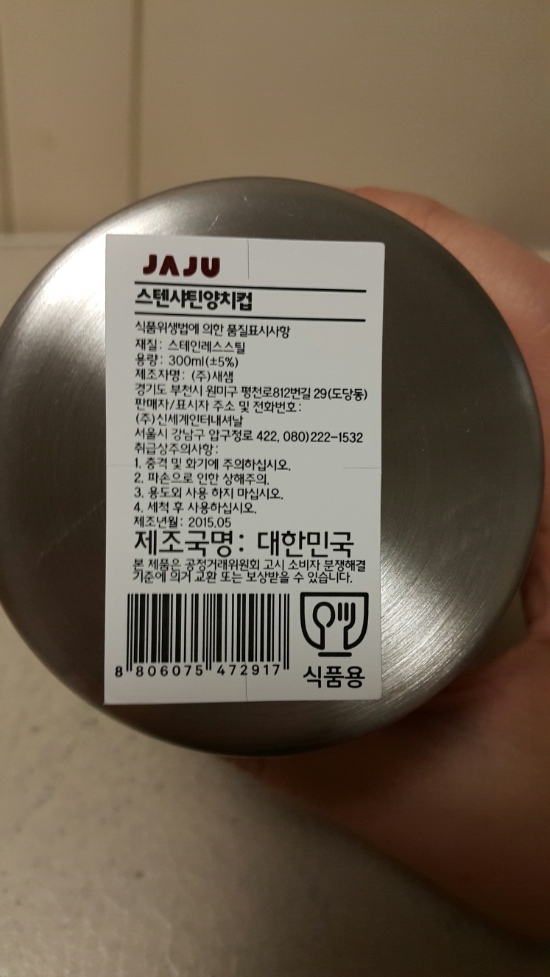 JAJU
스텐샤틴양치컵
식품위생법에 의한 품질표시사항
재질: 스테인레스스틸
용량: 300ml(±5%)
제조자명: (주)새샘
경기도 부천시 원미구 평천로812번길 29(도당동)
판매자/표시자 주소 및 전화번호:
(주)신세계인터내셔날
서울시 강남구 압구정로 422, 080)222-1532
취급상주의사항:
1. 충격 및 화기에 주의하십시오.
2. 파손으로 인한 상해주의.
3. 용도외 사용 하지 마십시오.
4. 세척 후 사용하십시오.
제조년월: 2015.05
제조국명: 대한민국
본 제품은 공정거래위원회 고시 소비자 분쟁해결
기준에 의거 교환 또는 보상받을 수 있습니다.
8 806075 472917
식품용